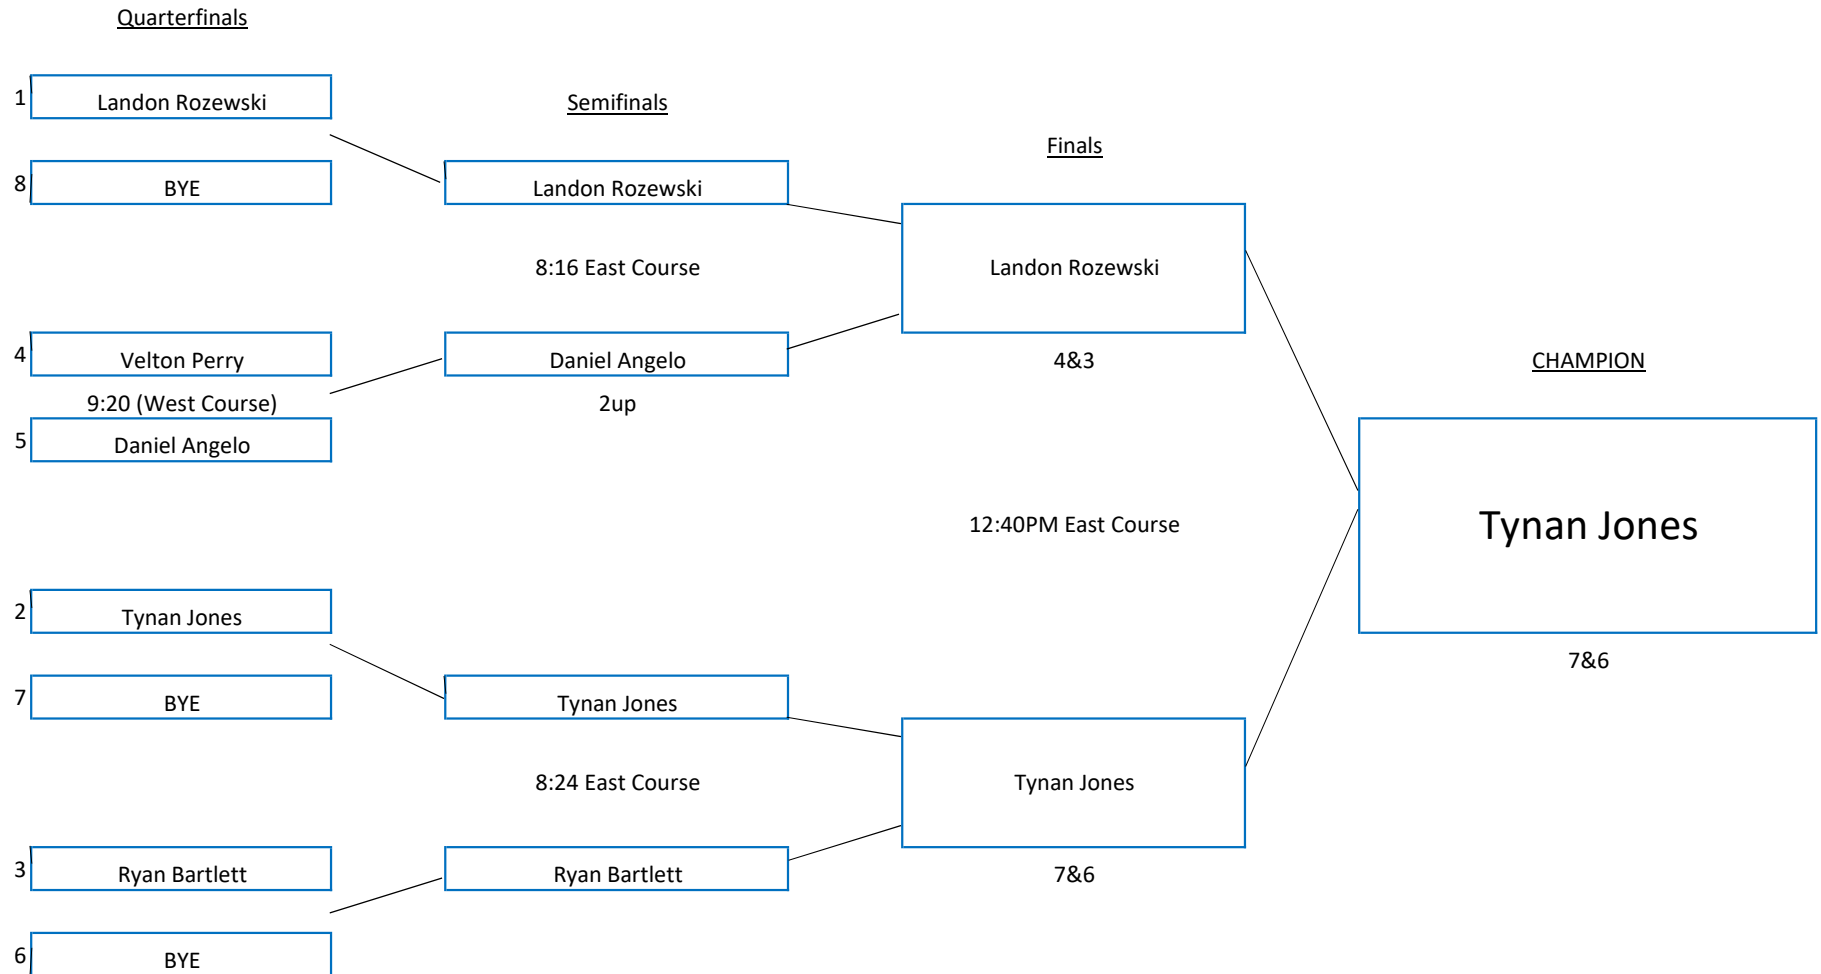 Quarterfinals
1 Landon Rozewski
Semifinals
Finals
8 BYE
Landon Rozewski
8:16 East Course
Landon Rozewski
4 Velton Perry
Daniel Angelo
4&3
CHAMPION
9:20 (West Course)
2up
5 Daniel Angelo
12:40PM East Course
Tynan Jones
2 Tynan Jones
7&6
7 BYE
Tynan Jones
8:24 East Course
Tynan Jones
3 Ryan Bartlett
Ryan Bartlett
7&6
6 BYE